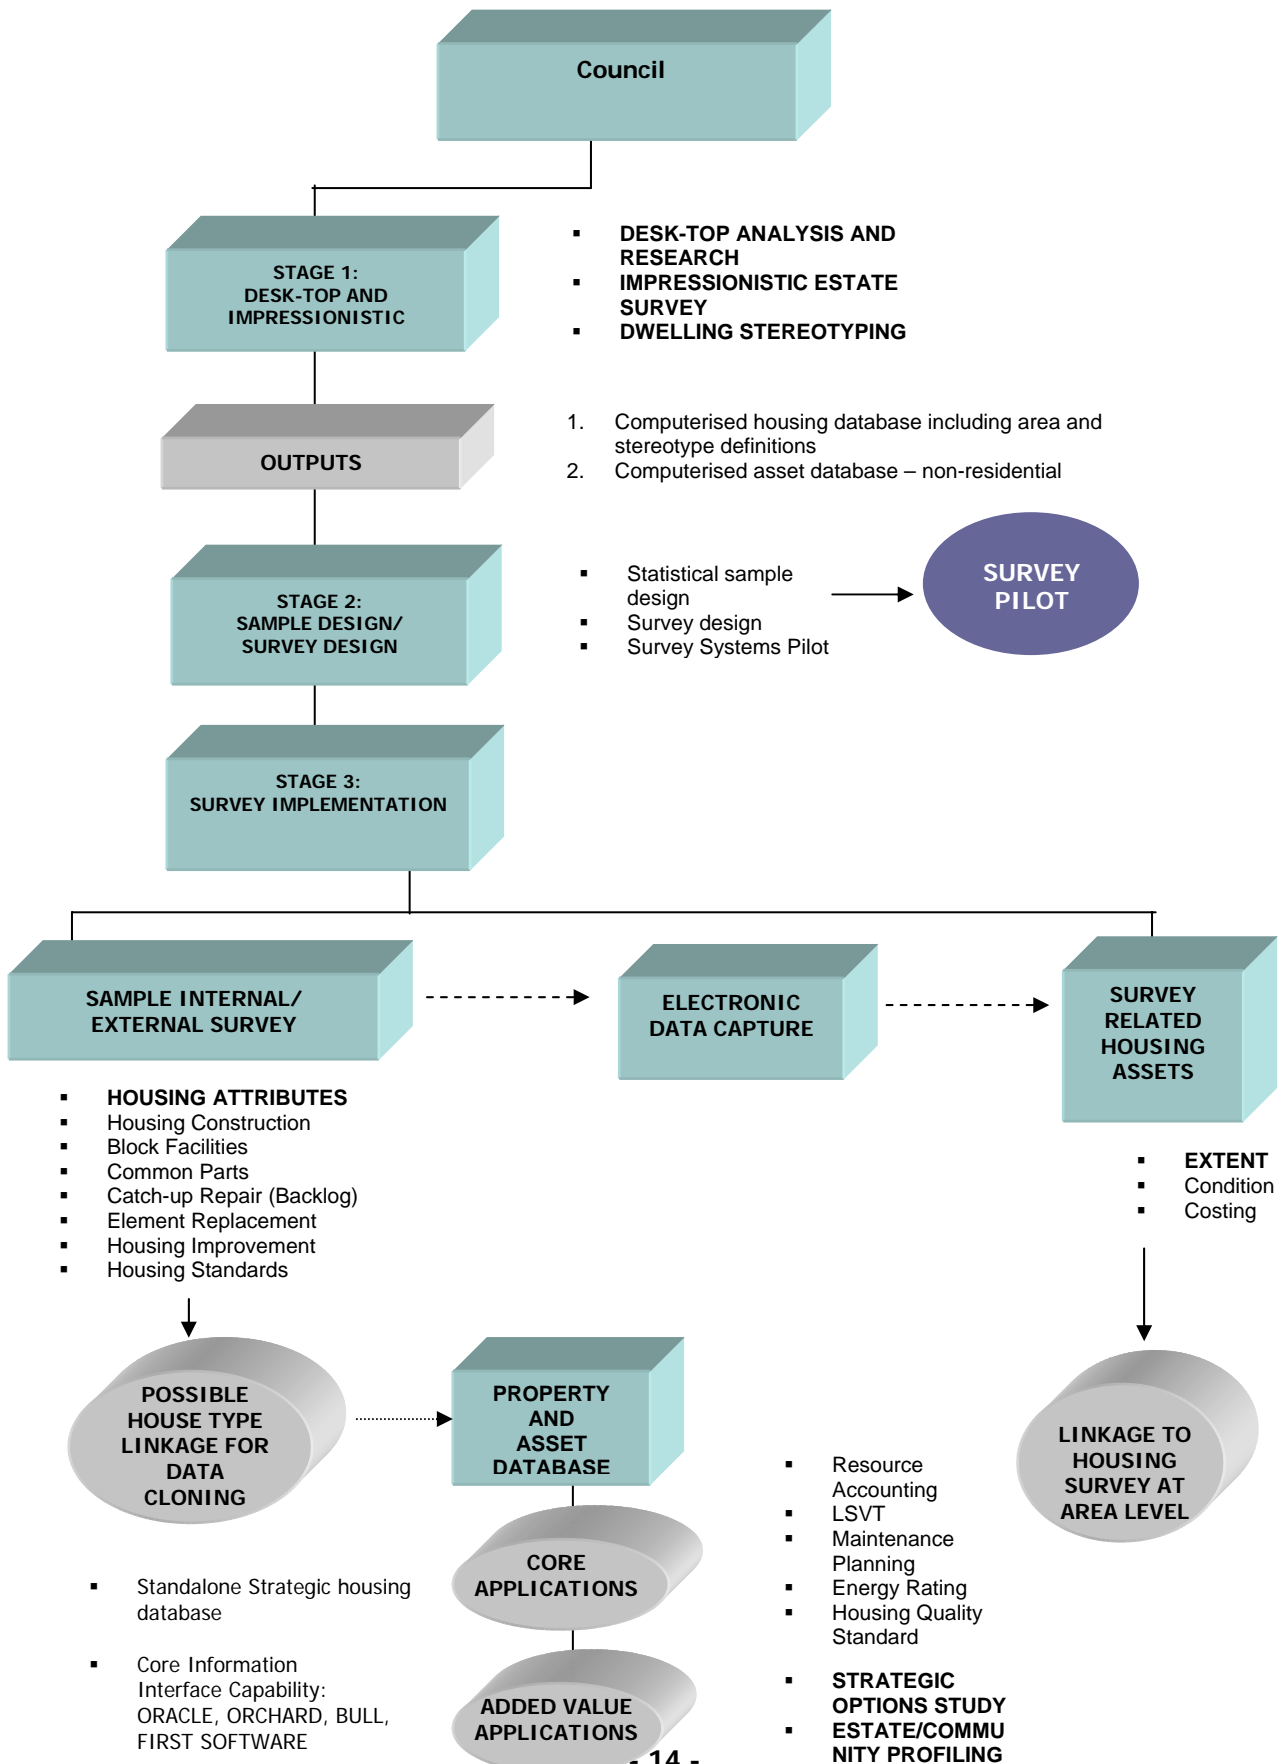 Council
STAGE 1:
DESK-TOP AND
IMPRESSIONISTIC
▪ DESK-TOP ANALYSIS AND
RESEARCH
▪ IMPRESSIONISTIC ESTATE
SURVEY
▪ DWELLING STEREOTYPING
OUTPUTS
1. Computerised housing database including area and
stereotype definitions
2. Computerised asset database – non-residential
STAGE 2:
SAMPLE DESIGN/
SURVEY DESIGN
▪ Statistical sample
design
▪ Survey design
▪ Survey Systems Pilot
SURVEY
PILOT
STAGE 3:
SURVEY IMPLEMENTATION
SAMPLE INTERNAL/
EXTERNAL SURVEY
ELECTRONIC
DATA CAPTURE
SURVEY
RELATED
HOUSING
ASSETS
▪ HOUSING ATTRIBUTES
▪ Housing Construction
▪ Block Facilities
▪ Common Parts
▪ Catch-up Repair (Backlog)
▪ Element Replacement
▪ Housing Improvement
▪ Housing Standards
▪ EXTENT
▪ Condition
▪ Costing
POSSIBLE
HOUSE TYPE
LINKAGE FOR
DATA
CLONING
PROPERTY
AND
ASSET
DATABASE
LINKAGE TO
HOUSING
SURVEY AT
AREA LEVEL
CORE
APPLICATIONS
▪ Resource
Accounting
▪ LSVT
▪ Maintenance
Planning
▪ Energy Rating
▪ Housing Quality
Standard
▪ Standalone Strategic housing
database
▪ Core Information
Interface Capability:
ORACLE, ORCHARD, BULL,
FIRST SOFTWARE
ADDED VALUE
APPLICATIONS
▪ STRATEGIC
OPTIONS STUDY
▪ ESTATE/COMMU
NITY PROFILING
- 14 -